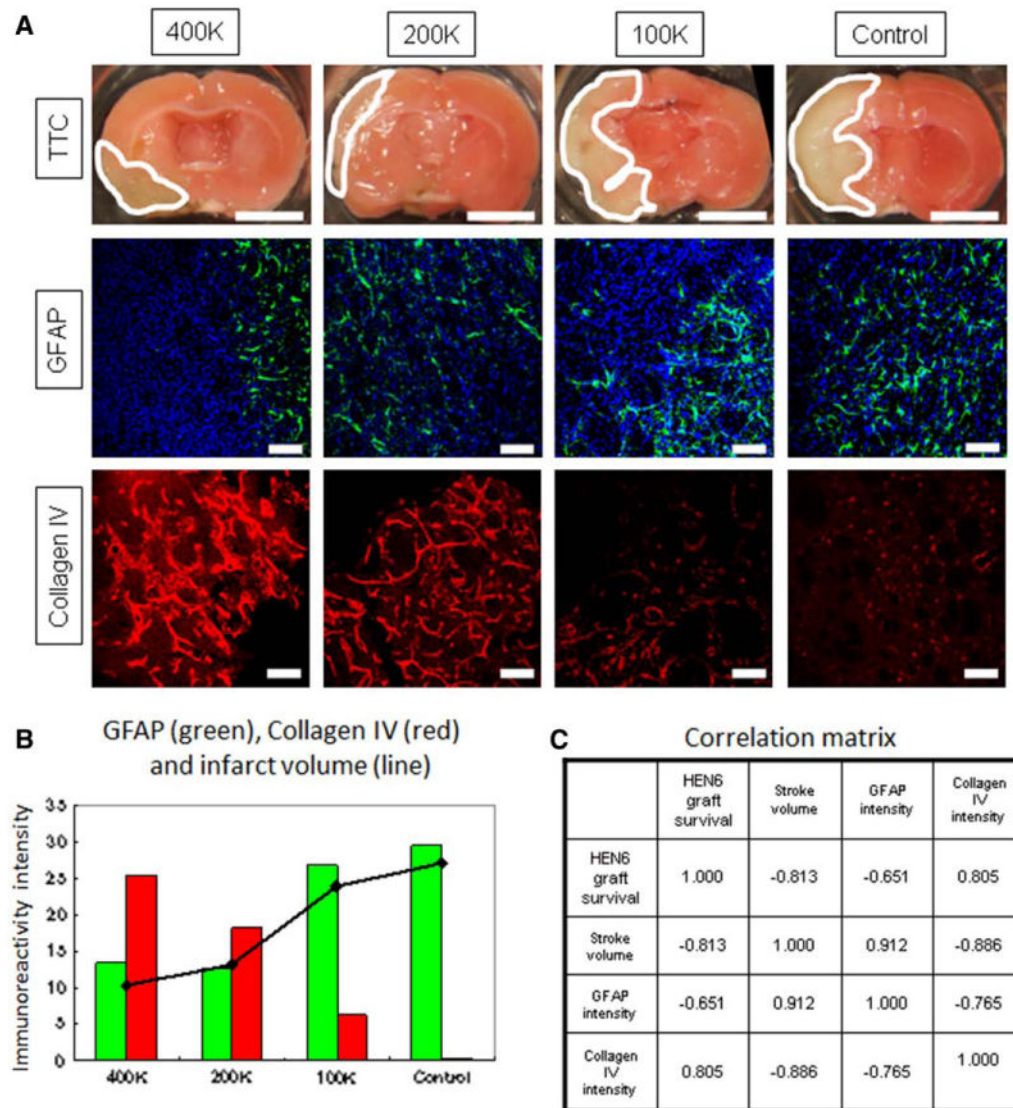 A
400K
200K
100K
Control
TTC
GFAP
Collagen IV
B
GFAP (green), Collagen IV (red)
and infarct volume (line)
Immunoreactivity intensity
35
30
25
20
15
10
5
0
400K
200K
100K
Control
C
Correlation matrix
HEN6
graft
survival
Stroke
volume
GFAP
intensity
Collagen
IV
intensity
HEN6
graft
survival
1.000
-0.813
-0.651
0.805
Stroke
volume
-0.813
1.000
0.912
-0.886
GFAP
intensity
-0.651
0.912
1.000
-0.765
Collagen
IV
intensity
0.805
-0.886
-0.765
1.000